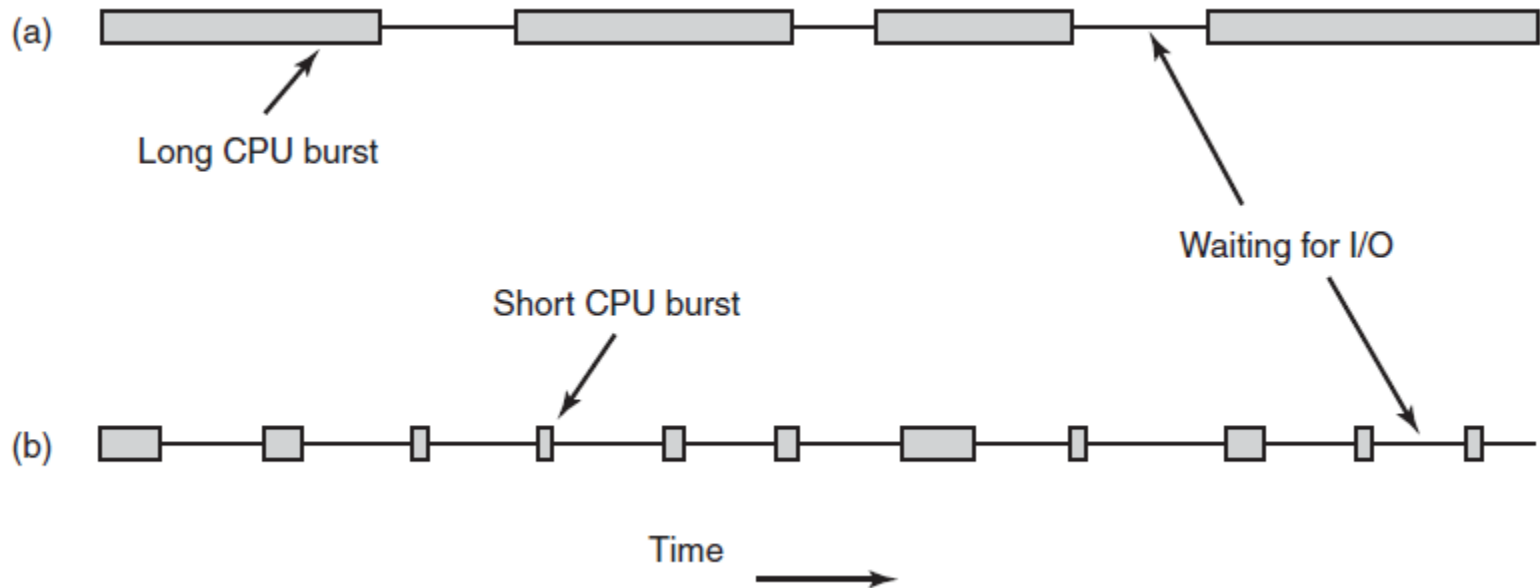 (a)
Long CPU burst
Waiting for I/O
Short CPU burst
(b)
Time